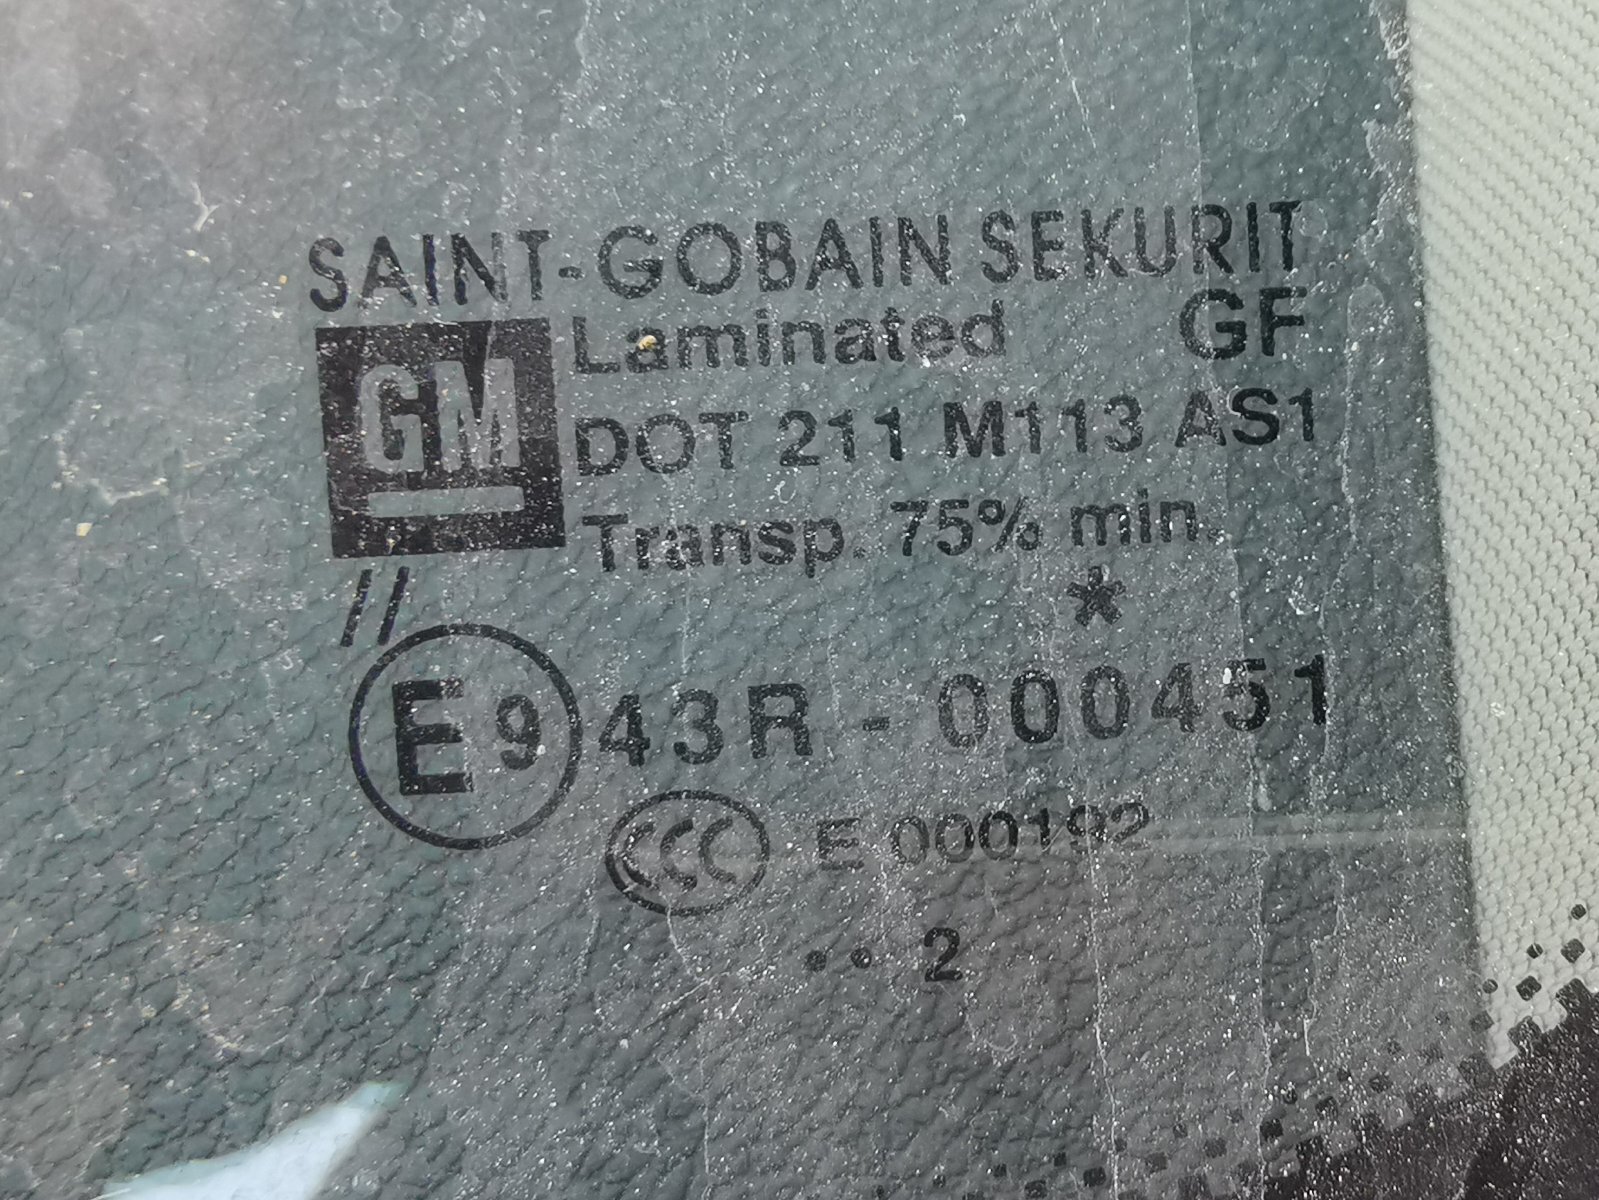 SAINT-GOBAIN SEKURIT
GM
Laminated GF
DOT 211 M113 AS1
Transp. 75% min.
*
//
E9 43R - 000451
CCC E 000192
.. 2